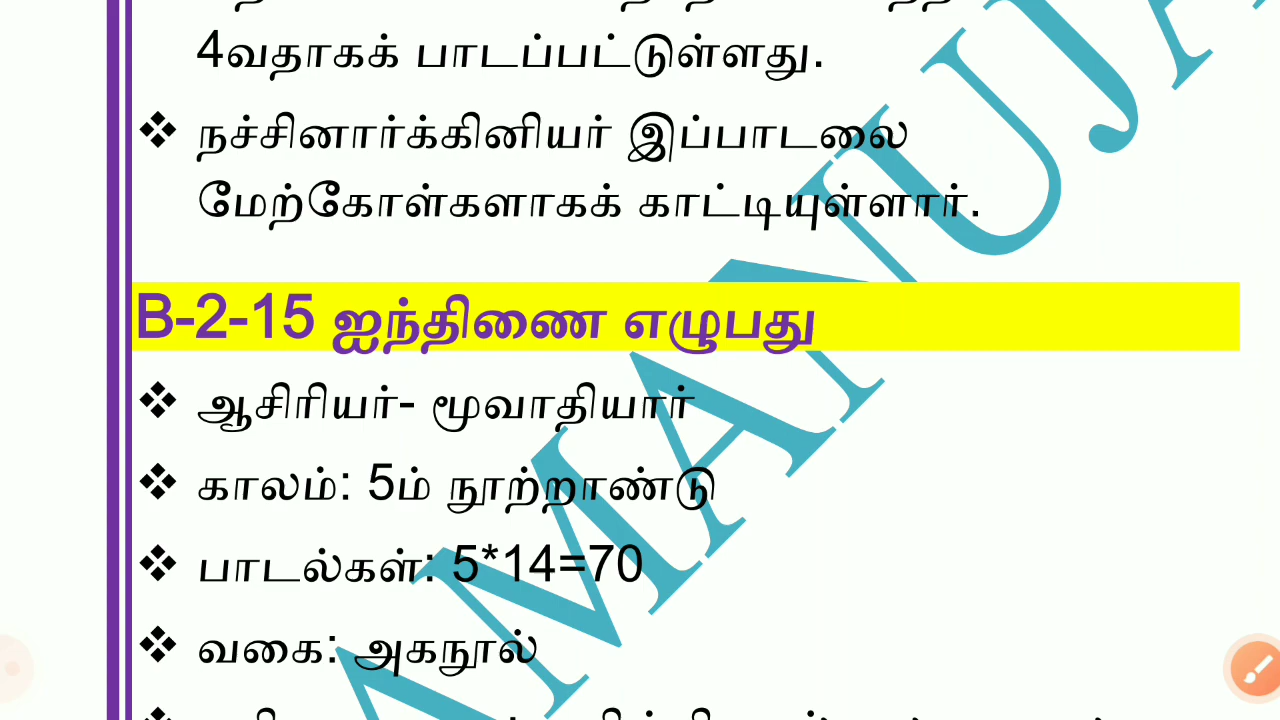 4வதாகக் பாடப்பட்டுள்ளது.
❖ நச்சினார்க்கினியர் இப்பாடலை
மேற்கோள்களாகக் காட்டியுள்ளார்.
B-2-15 ஐந்திணை எழுபது
❖ ஆசிரியர்- மூவாதியார்
❖ காலம்: 5ம் நூற்றாண்டு
❖ பாடல்கள்: 5*14=70
❖ வகை: அகநூல்